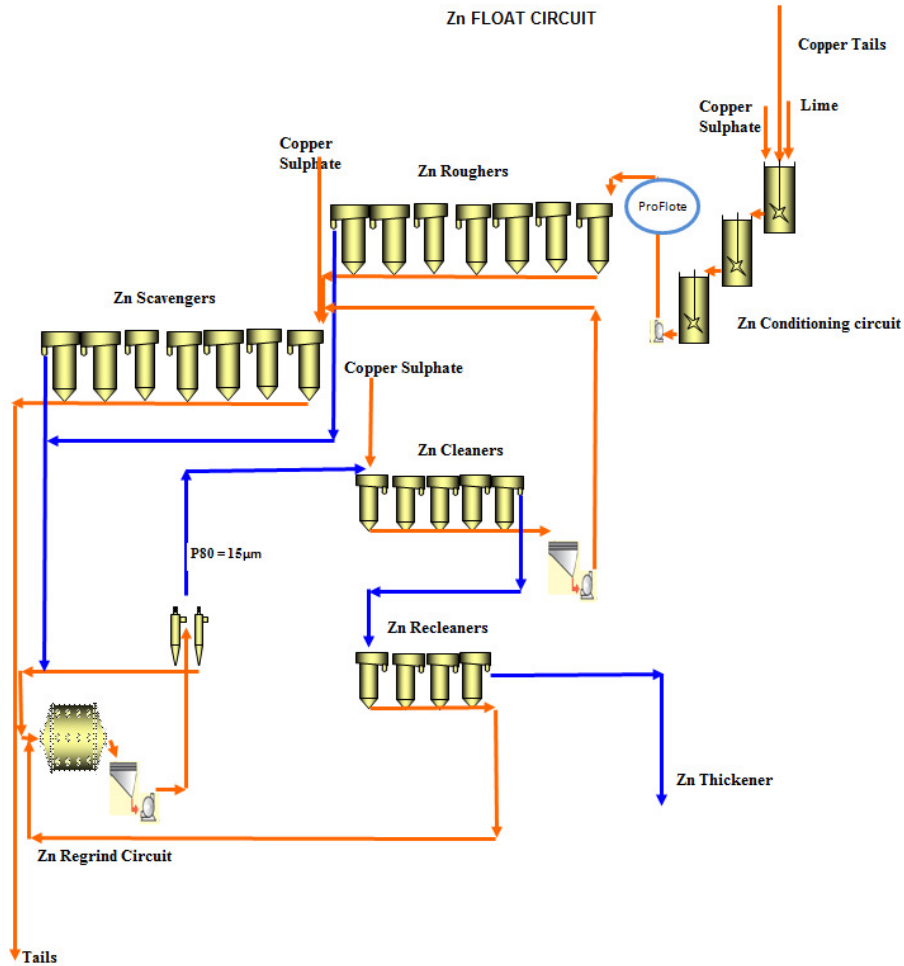 Zn FLOAT CIRCUIT
Copper Tails
Copper
Sulphate
Lime
Copper
Sulphate
Zn Roughers
ProFlote
Zn Scavengers
Zn Conditioning circuit
Copper Sulphate
Zn Cleaners
P80 = 15µm
Zn Recleaners
Zn Thickener
Zn Regrind Circuit
Tails